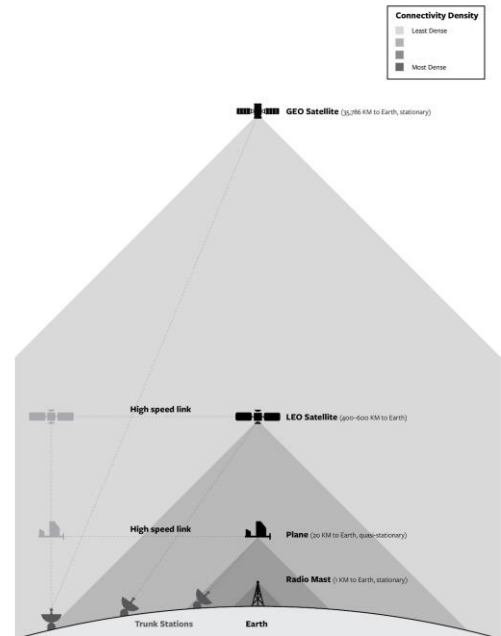 Connectivity Density
Least Dense
Most Dense
GEO Satellite (35,786 KM to Earth, stationary)
High speed link
LEO Satellite (400–600 KM to Earth)
High speed link
Plane (20 KM to Earth, quasi-stationary)
Radio Mast (1 KM to Earth, stationary)
Trunk Stations
Earth